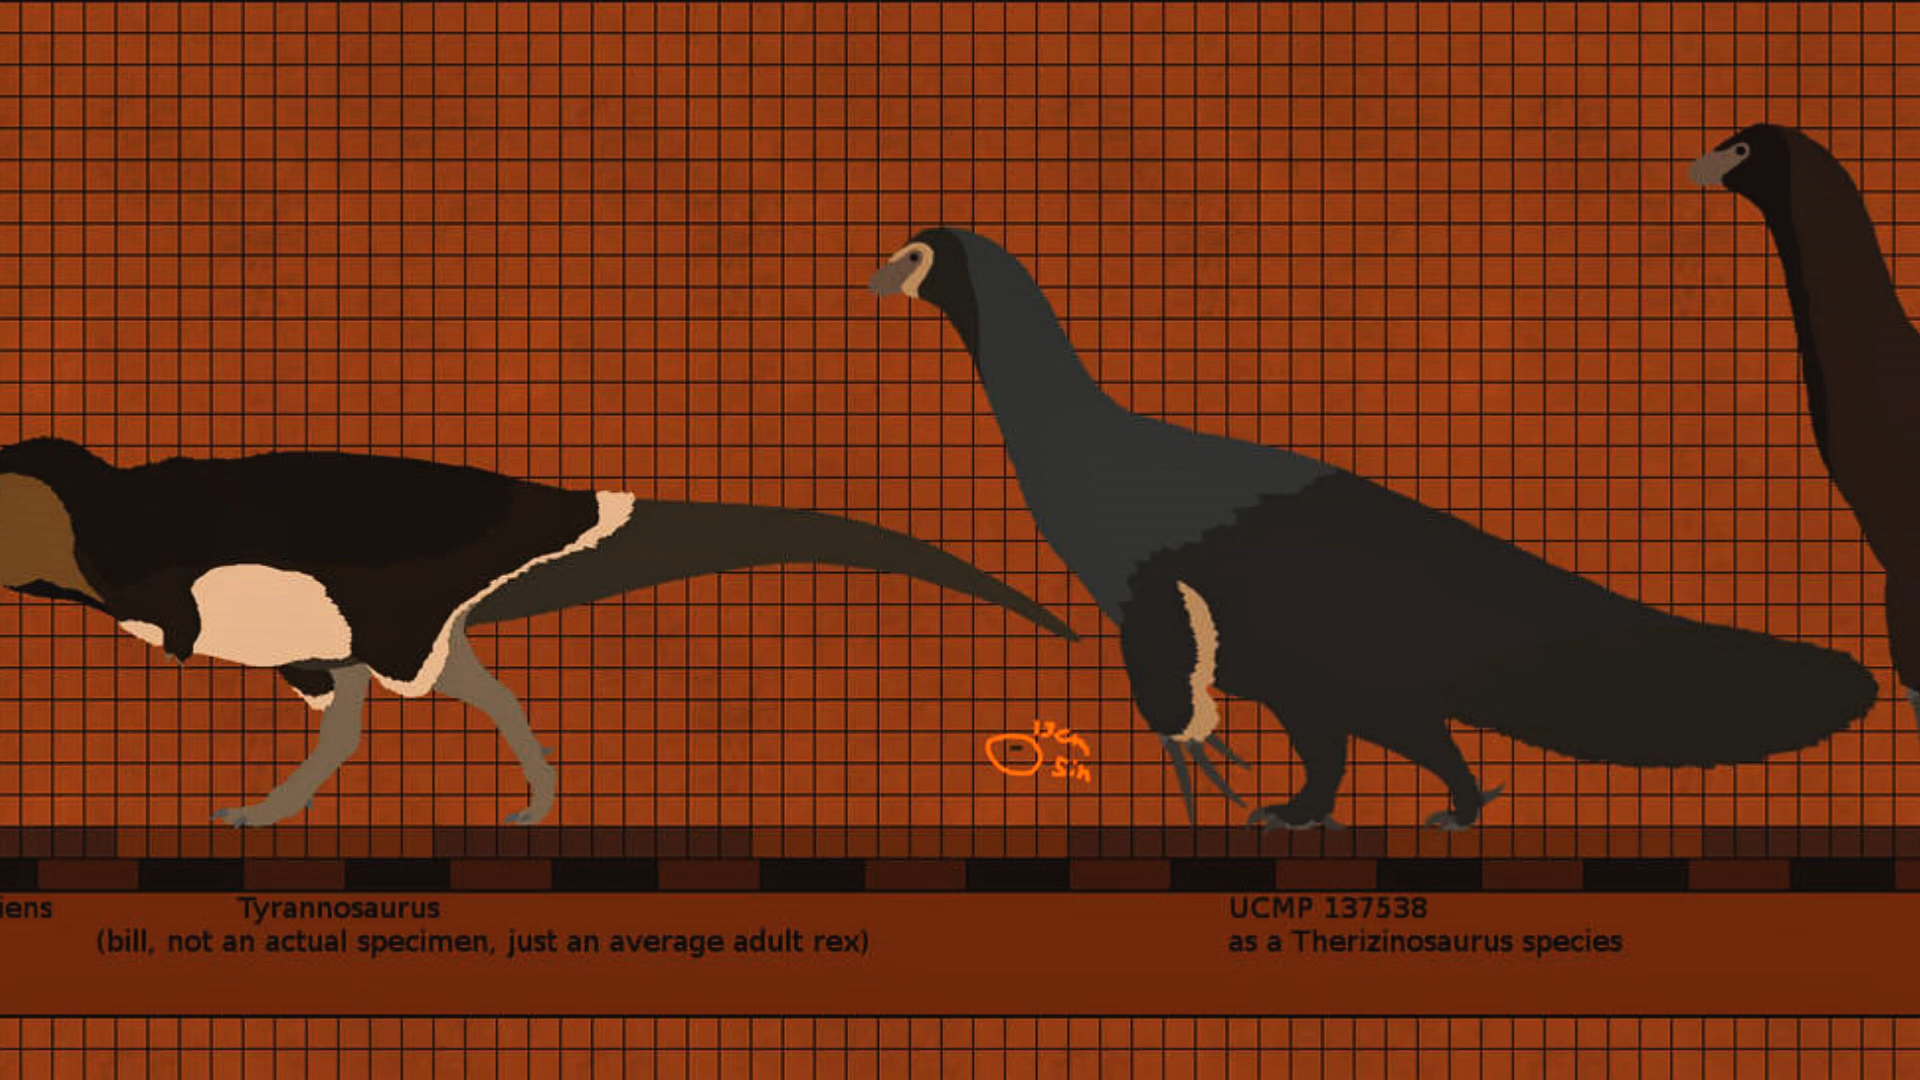 13cm
5in
iens
Tyrannosaurus
(bill, not an actual specimen, just an average adult rex)
UCMP 137538
as a Therizinosaurus species